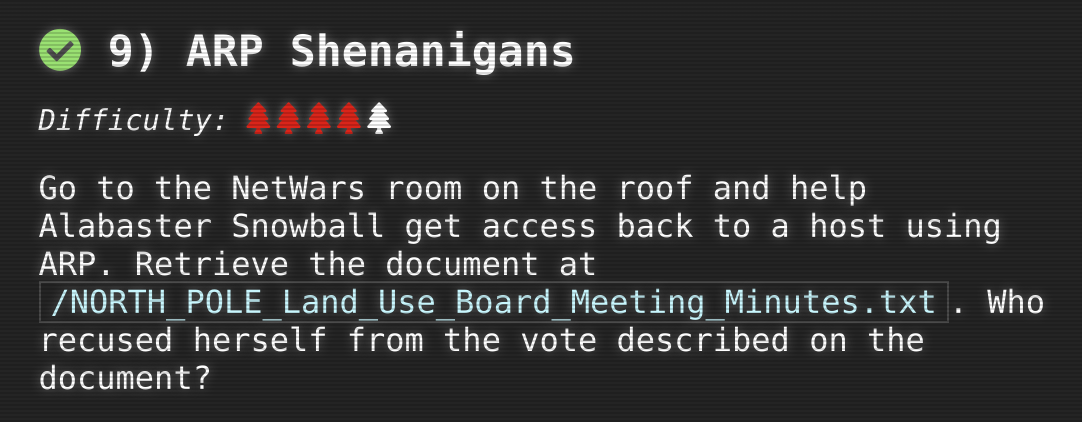 9) ARP Shenanigans
Difficulty:
Go to the NetWars room on the roof and help
Alabaster Snowball get access back to a host using
ARP. Retrieve the document at
/NORTH_POLE_Land_Use_Board_Meeting_Minutes.txt. Who
recused herself from the vote described on the
document?